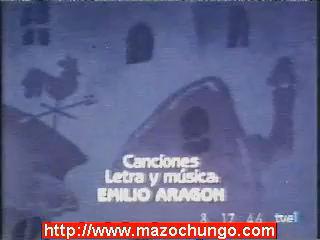 Canciones
Letra y música:
EMILIO ARAGON
8 17 44 tve1
http://www.mazochungo.com